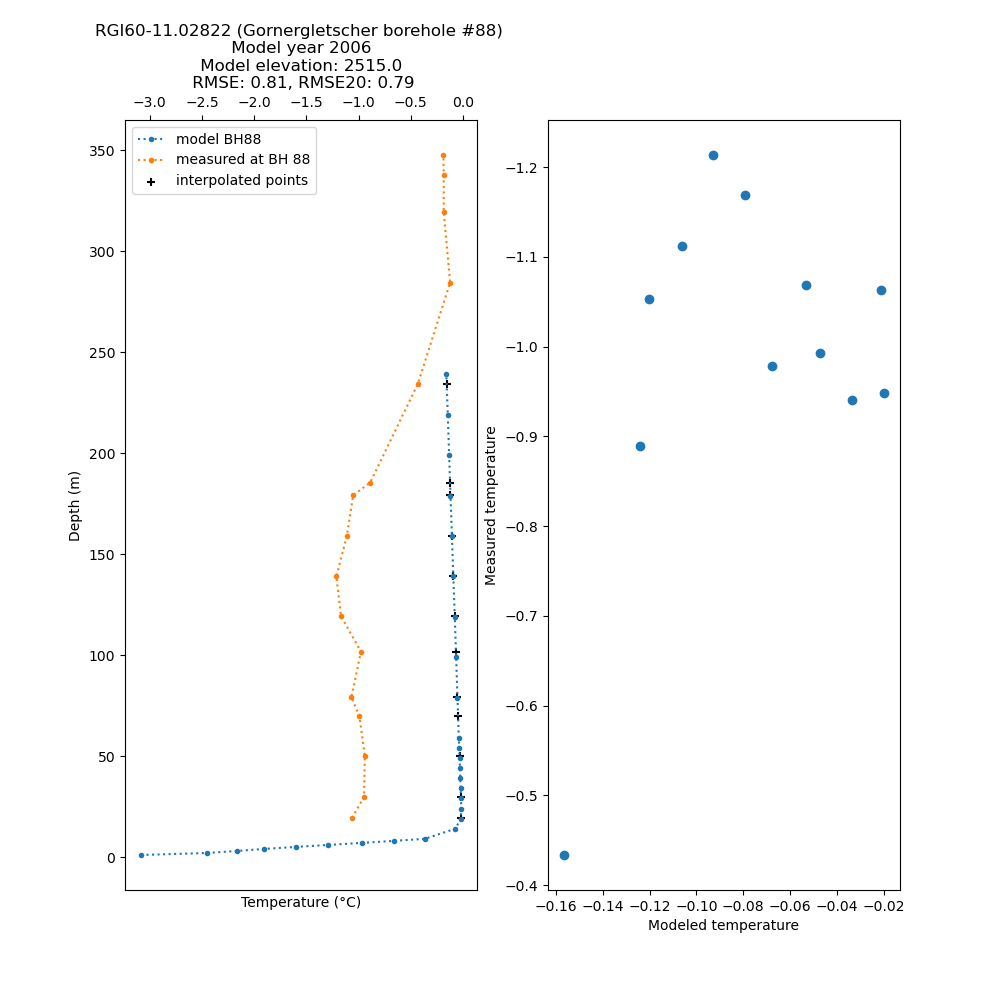 RGI60-11.02822 (Gornergletscher borehole #88)
Model year 2006
Model elevation: 2515.0
RMSE: 0.81, RMSE20: 0.79
−3.0 −2.5 −2.0 −1.5 −1.0 −0.5 0.0
model BH88
measured at BH 88
interpolated points
350
300
250
200
150
100
50
0
Depth (m)
Temperature (°C)
−1.2
−1.1
−1.0
−0.9
−0.8
−0.7
−0.6
−0.5
−0.4
Measured temperature
−0.16 −0.14 −0.12 −0.10 −0.08 −0.06 −0.04 −0.02
Modeled temperature